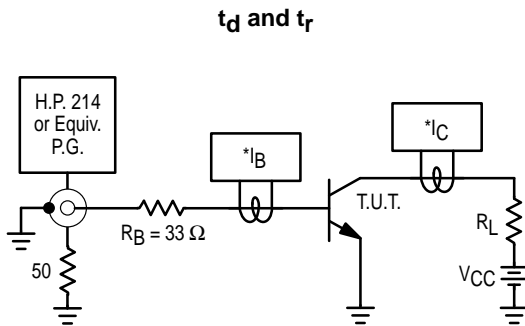 td and tr
H.P. 214
or Equiv.
P.G.
*IB
*IC
T.U.T.
RB = 33 Ω
RL
50
VCC